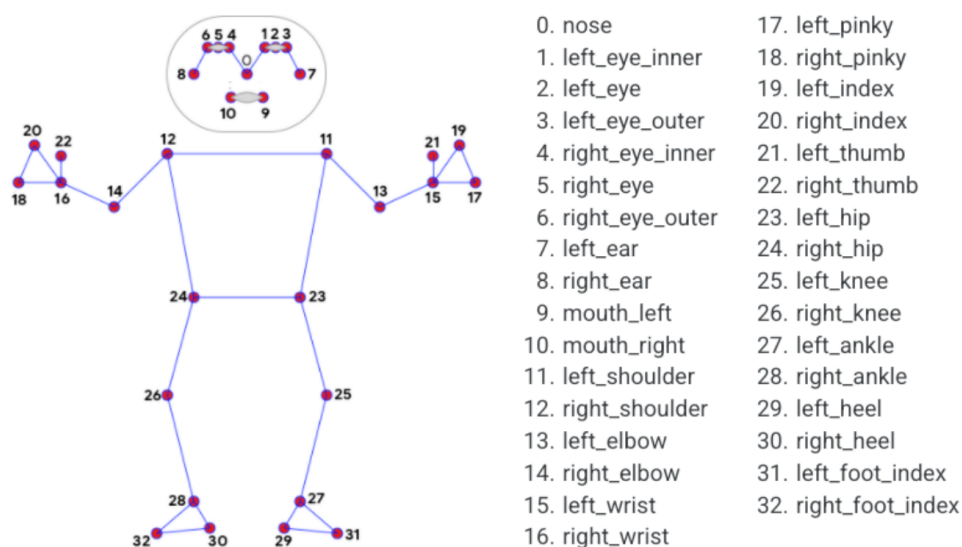 6 5 4 1 2 3
0
8 7
10 9
20 22 12 11 21 19
14 13
18 16 15 17
24 23
26 25
28 27
32 30 29 31
0. nose
1. left_eye_inner
2. left_eye
3. left_eye_outer
4. right_eye_inner
5. right_eye
6. right_eye_outer
7. left_ear
8. right_ear
9. mouth_left
10. mouth_right
11. left_shoulder
12. right_shoulder
13. left_elbow
14. right_elbow
15. left_wrist
16. right_wrist
17. left_pinky
18. right_pinky
19. left_index
20. right_index
21. left_thumb
22. right_thumb
23. left_hip
24. right_hip
25. left_knee
26. right_knee
27. left_ankle
28. right_ankle
29. left_heel
30. right_heel
31. left_foot_index
32. right_foot_index